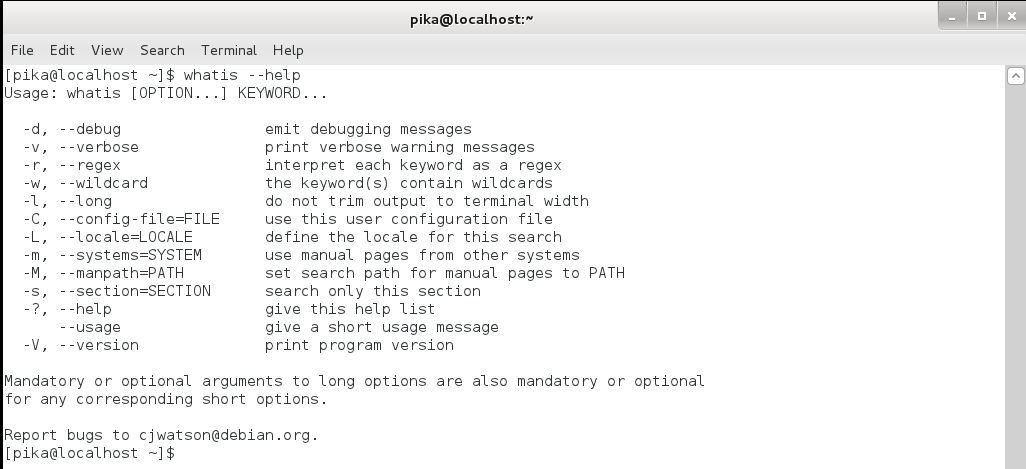 pika@localhost:~
File Edit View Search Terminal Help
[pika@localhost ~]$ whatis --help
Usage: whatis [OPTION...] KEYWORD...

  -d, --debug                emit debugging messages
  -v, --verbose              print verbose warning messages
  -r, --regex                interpret each keyword as a regex
  -w, --wildcard             the keyword(s) contain wildcards
  -l, --long                 do not trim output to terminal width
  -C, --config-file=FILE     use this user configuration file
  -L, --locale=LOCALE        define the locale for this search
  -m, --systems=SYSTEM       use manual pages from other systems
  -M, --manpath=PATH         set search path for manual pages to PATH
  -s, --section=SECTION      search only this section
  -?, --help                 give this help list
      --usage                give a short usage message
  -V, --version              print program version

Mandatory or optional arguments to long options are also mandatory or optional
for any corresponding short options.

Report bugs to cjwatson@debian.org.
[pika@localhost ~]$